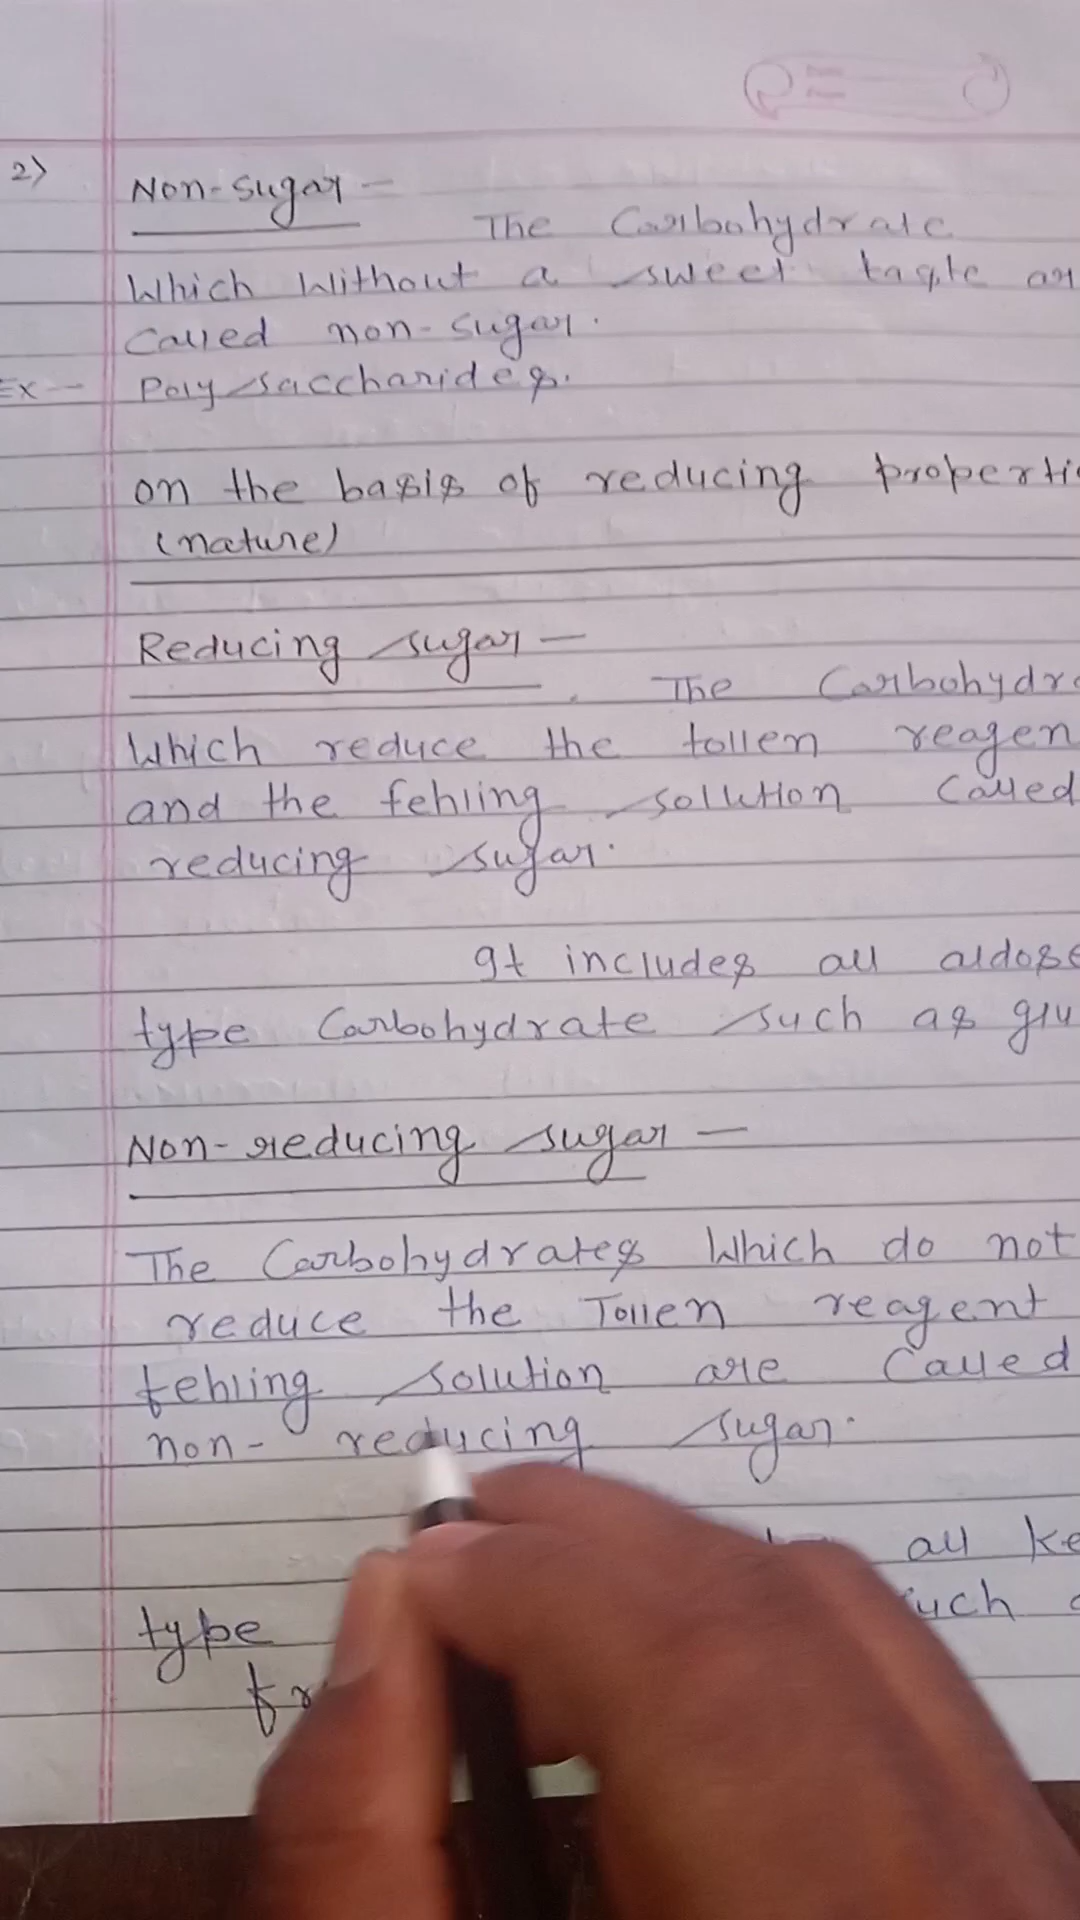 2)
Non-sugar -
The Carbohydrate
Which Without a sweet taste ar
Called non-sugar.
Ex - Polysaccharides.
on the basis of reducing properti
(nature)
Reducing sugar -
The Carbohydra
Which reduce the tollen reagen
and the fehling sollution Called
reducing sugar.
It includes all aldose
type Carbohydrate such as glu
Non-reducing sugar -
The Carbohydrates Which do not
reduce the Tollen reagent
fehling solution are Called
non- reducing sugar.
all ke
type such